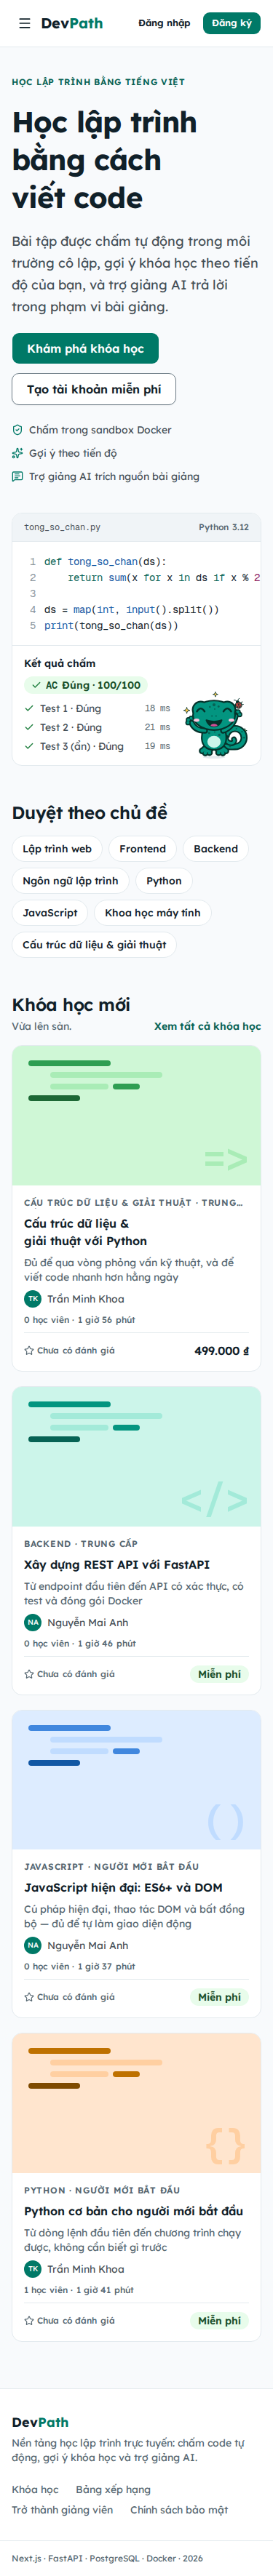 DevPath
Đăng nhập
Đăng ký
HỌC LẬP TRÌNH BẰNG TIẾNG VIỆT
Học lập trình
bằng cách
viết code
Bài tập được chấm tự động trong môi
trường cô lập, gợi ý khóa học theo tiến
độ của bạn, và trợ giảng AI trả lời
trong phạm vi bài giảng.
Khám phá khóa học
Tạo tài khoản miễn phí
Chấm trong sandbox Docker
Gợi ý theo tiến độ
Trợ giảng AI trích nguồn bài giảng
tong_so_chan.py
Python 3.12
1 def tong_so_chan(ds):
2 return sum(x for x in ds if x % 2
3
4 ds = map(int, input().split())
5 print(tong_so_chan(ds))
Kết quả chấm
AC Đúng · 100/100
Test 1 · Đúng 18 ms
Test 2 · Đúng 21 ms
Test 3 (ẩn) · Đúng 19 ms
Duyệt theo chủ đề
Lập trình web
Frontend
Backend
Ngôn ngữ lập trình
Python
JavaScript
Khoa học máy tính
Cấu trúc dữ liệu & giải thuật
Khóa học mới
Vừa lên sàn.
Xem tất cả khóa học
=>
CẤU TRÚC DỮ LIỆU & GIẢI THUẬT · TRUNG…
Cấu trúc dữ liệu &
giải thuật với Python
Đủ để qua vòng phỏng vấn kỹ thuật, và để
viết code nhanh hơn hằng ngày
TK Trần Minh Khoa
0 học viên · 1 giờ 56 phút
Chưa có đánh giá
499.000 ₫
</>
BACKEND · TRUNG CẤP
Xây dựng REST API với FastAPI
Từ endpoint đầu tiên đến API có xác thực, có
test và đóng gói Docker
NA Nguyễn Mai Anh
0 học viên · 1 giờ 46 phút
Chưa có đánh giá
Miễn phí
()
JAVASCRIPT · NGƯỜI MỚI BẮT ĐẦU
JavaScript hiện đại: ES6+ và DOM
Cú pháp hiện đại, thao tác DOM và bất đồng
bộ — đủ để tự làm giao diện động
NA Nguyễn Mai Anh
0 học viên · 1 giờ 37 phút
Chưa có đánh giá
Miễn phí
{}
PYTHON · NGƯỜI MỚI BẮT ĐẦU
Python cơ bản cho người mới bắt đầu
Từ dòng lệnh đầu tiên đến chương trình chạy
được, không cần biết gì trước
TK Trần Minh Khoa
1 học viên · 1 giờ 41 phút
Chưa có đánh giá
Miễn phí
DevPath
Nền tảng học lập trình trực tuyến: chấm code tự
động, gợi ý khóa học và trợ giảng AI.
Khóa học
Bảng xếp hạng
Trở thành giảng viên
Chính sách bảo mật
Next.js · FastAPI · PostgreSQL · Docker · 2026